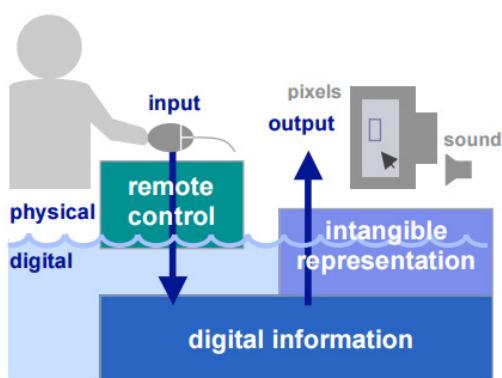 pixels
input
output
sound
remote
control
physical
intangible
representation
digital
digital information